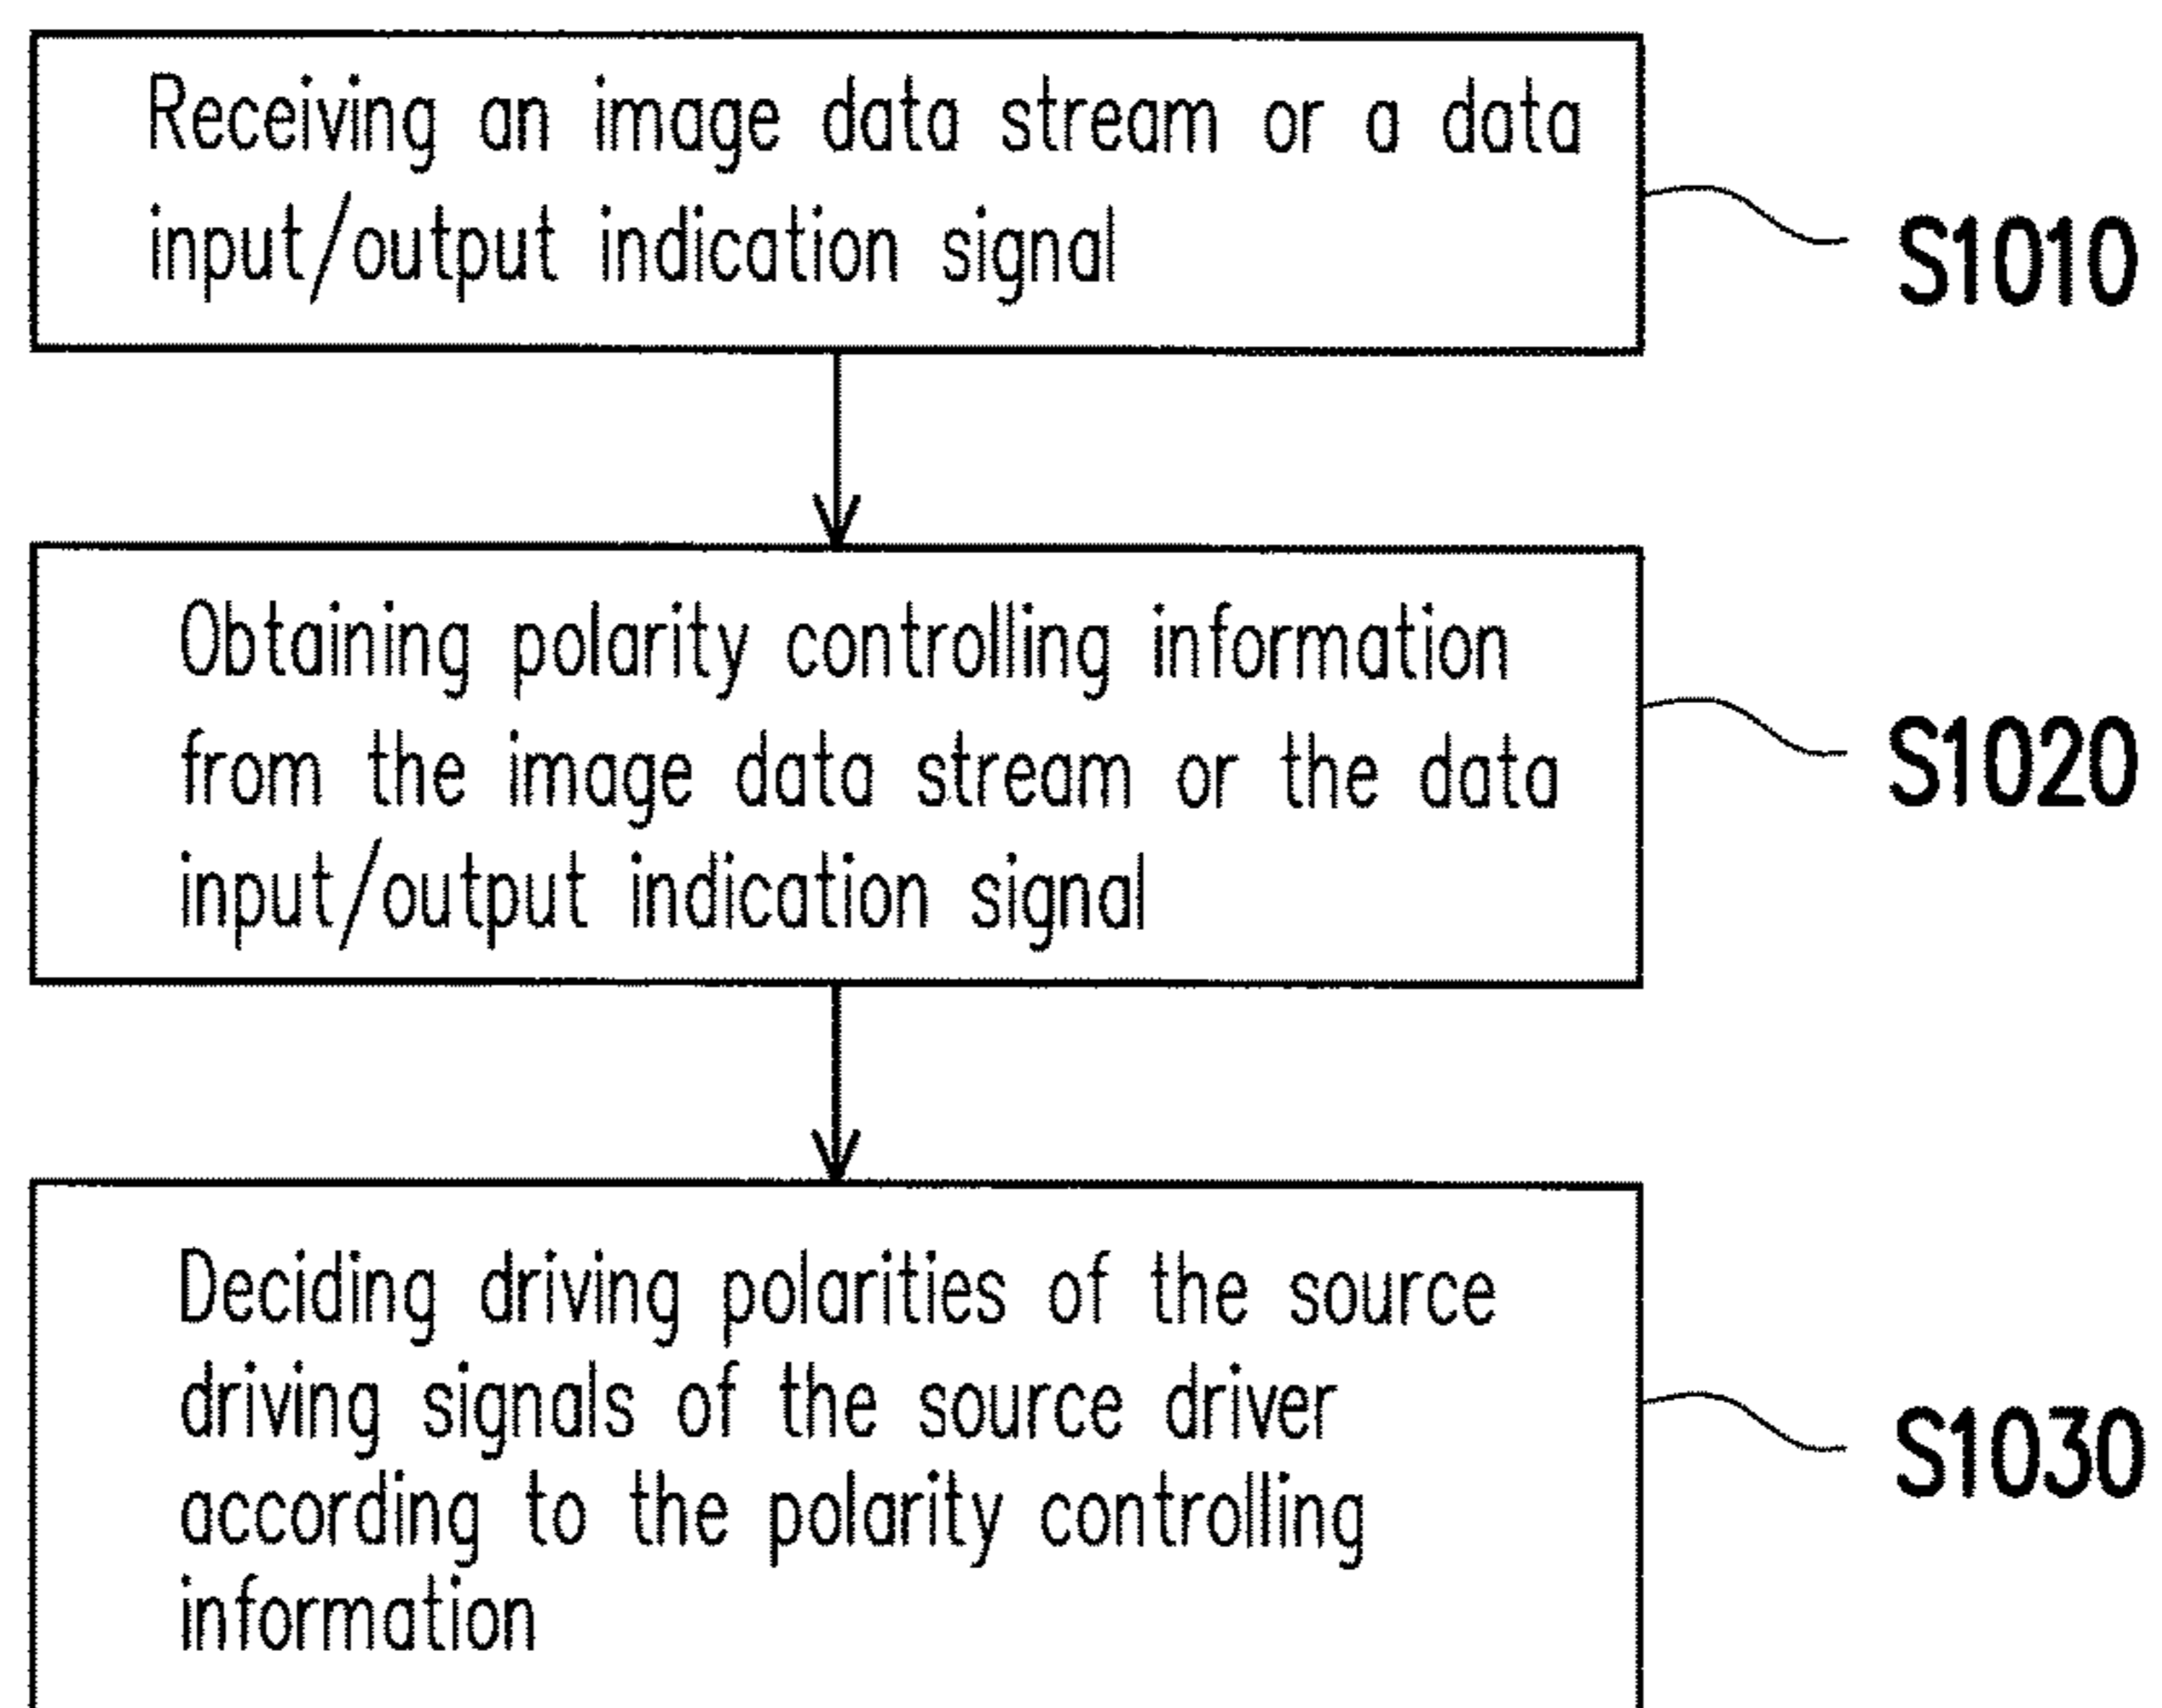 Receiving an image data stream or a data
input/output indication signal
S1010
Obtaining polarity controlling information
from the image data stream or the data
input/output indication signal
S1020
Deciding driving polarities of the source
driving signals of the source driver
according to the polarity controlling
information
S1030